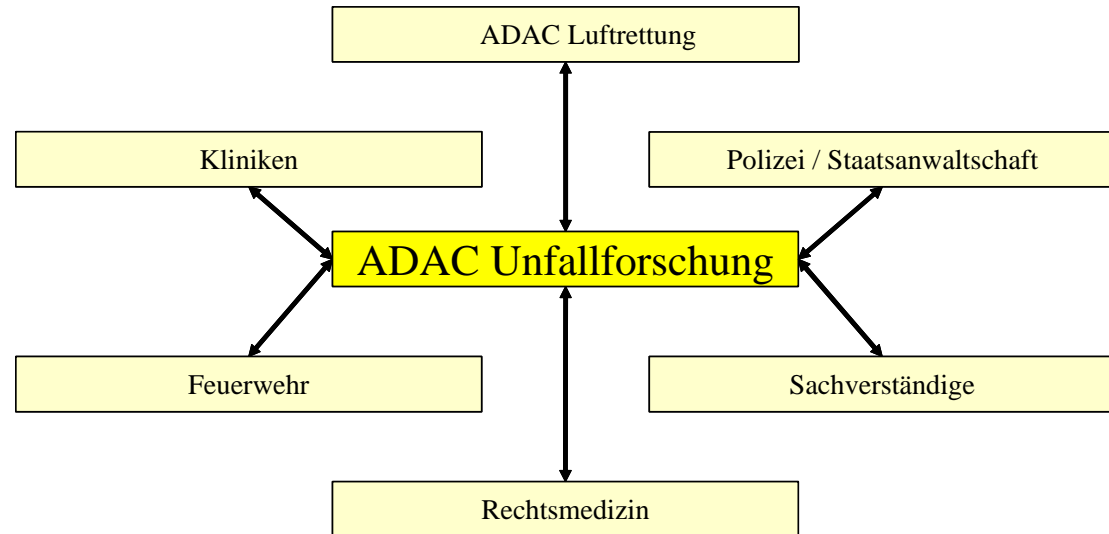 ADAC Luftrettung
Kliniken
Polizei / Staatsanwaltschaft
ADAC Unfallforschung
Feuerwehr
Sachverständige
Rechtsmedizin